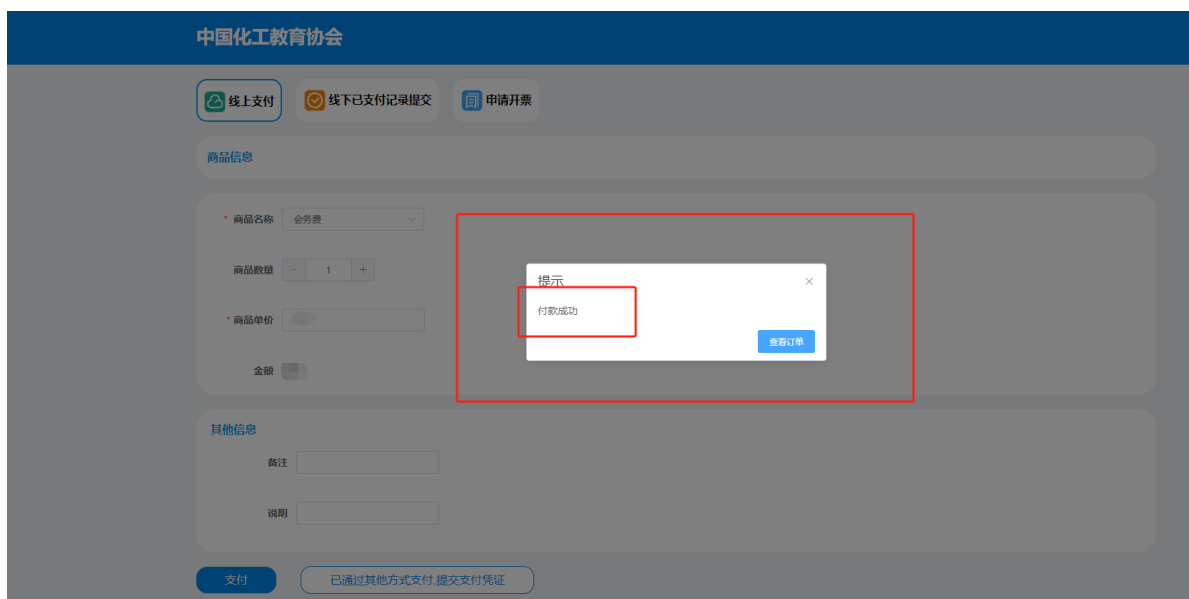 中国化工教育协会
线上支付 线下已支付记录提交 申请开票
商品信息
* 商品名称 会务费
商品数量 - 1 +
* 商品单价
金额
提示 ×
付款成功
查看订单
其他信息
备注
说明
支付 已通过其他方式支付,提交支付凭证